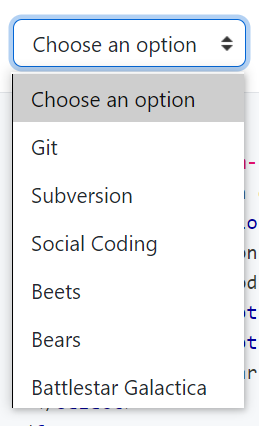 Choose an option
Choose an option
Git
Subversion
Social Coding
Beets
Bears
Battlestar Galactica